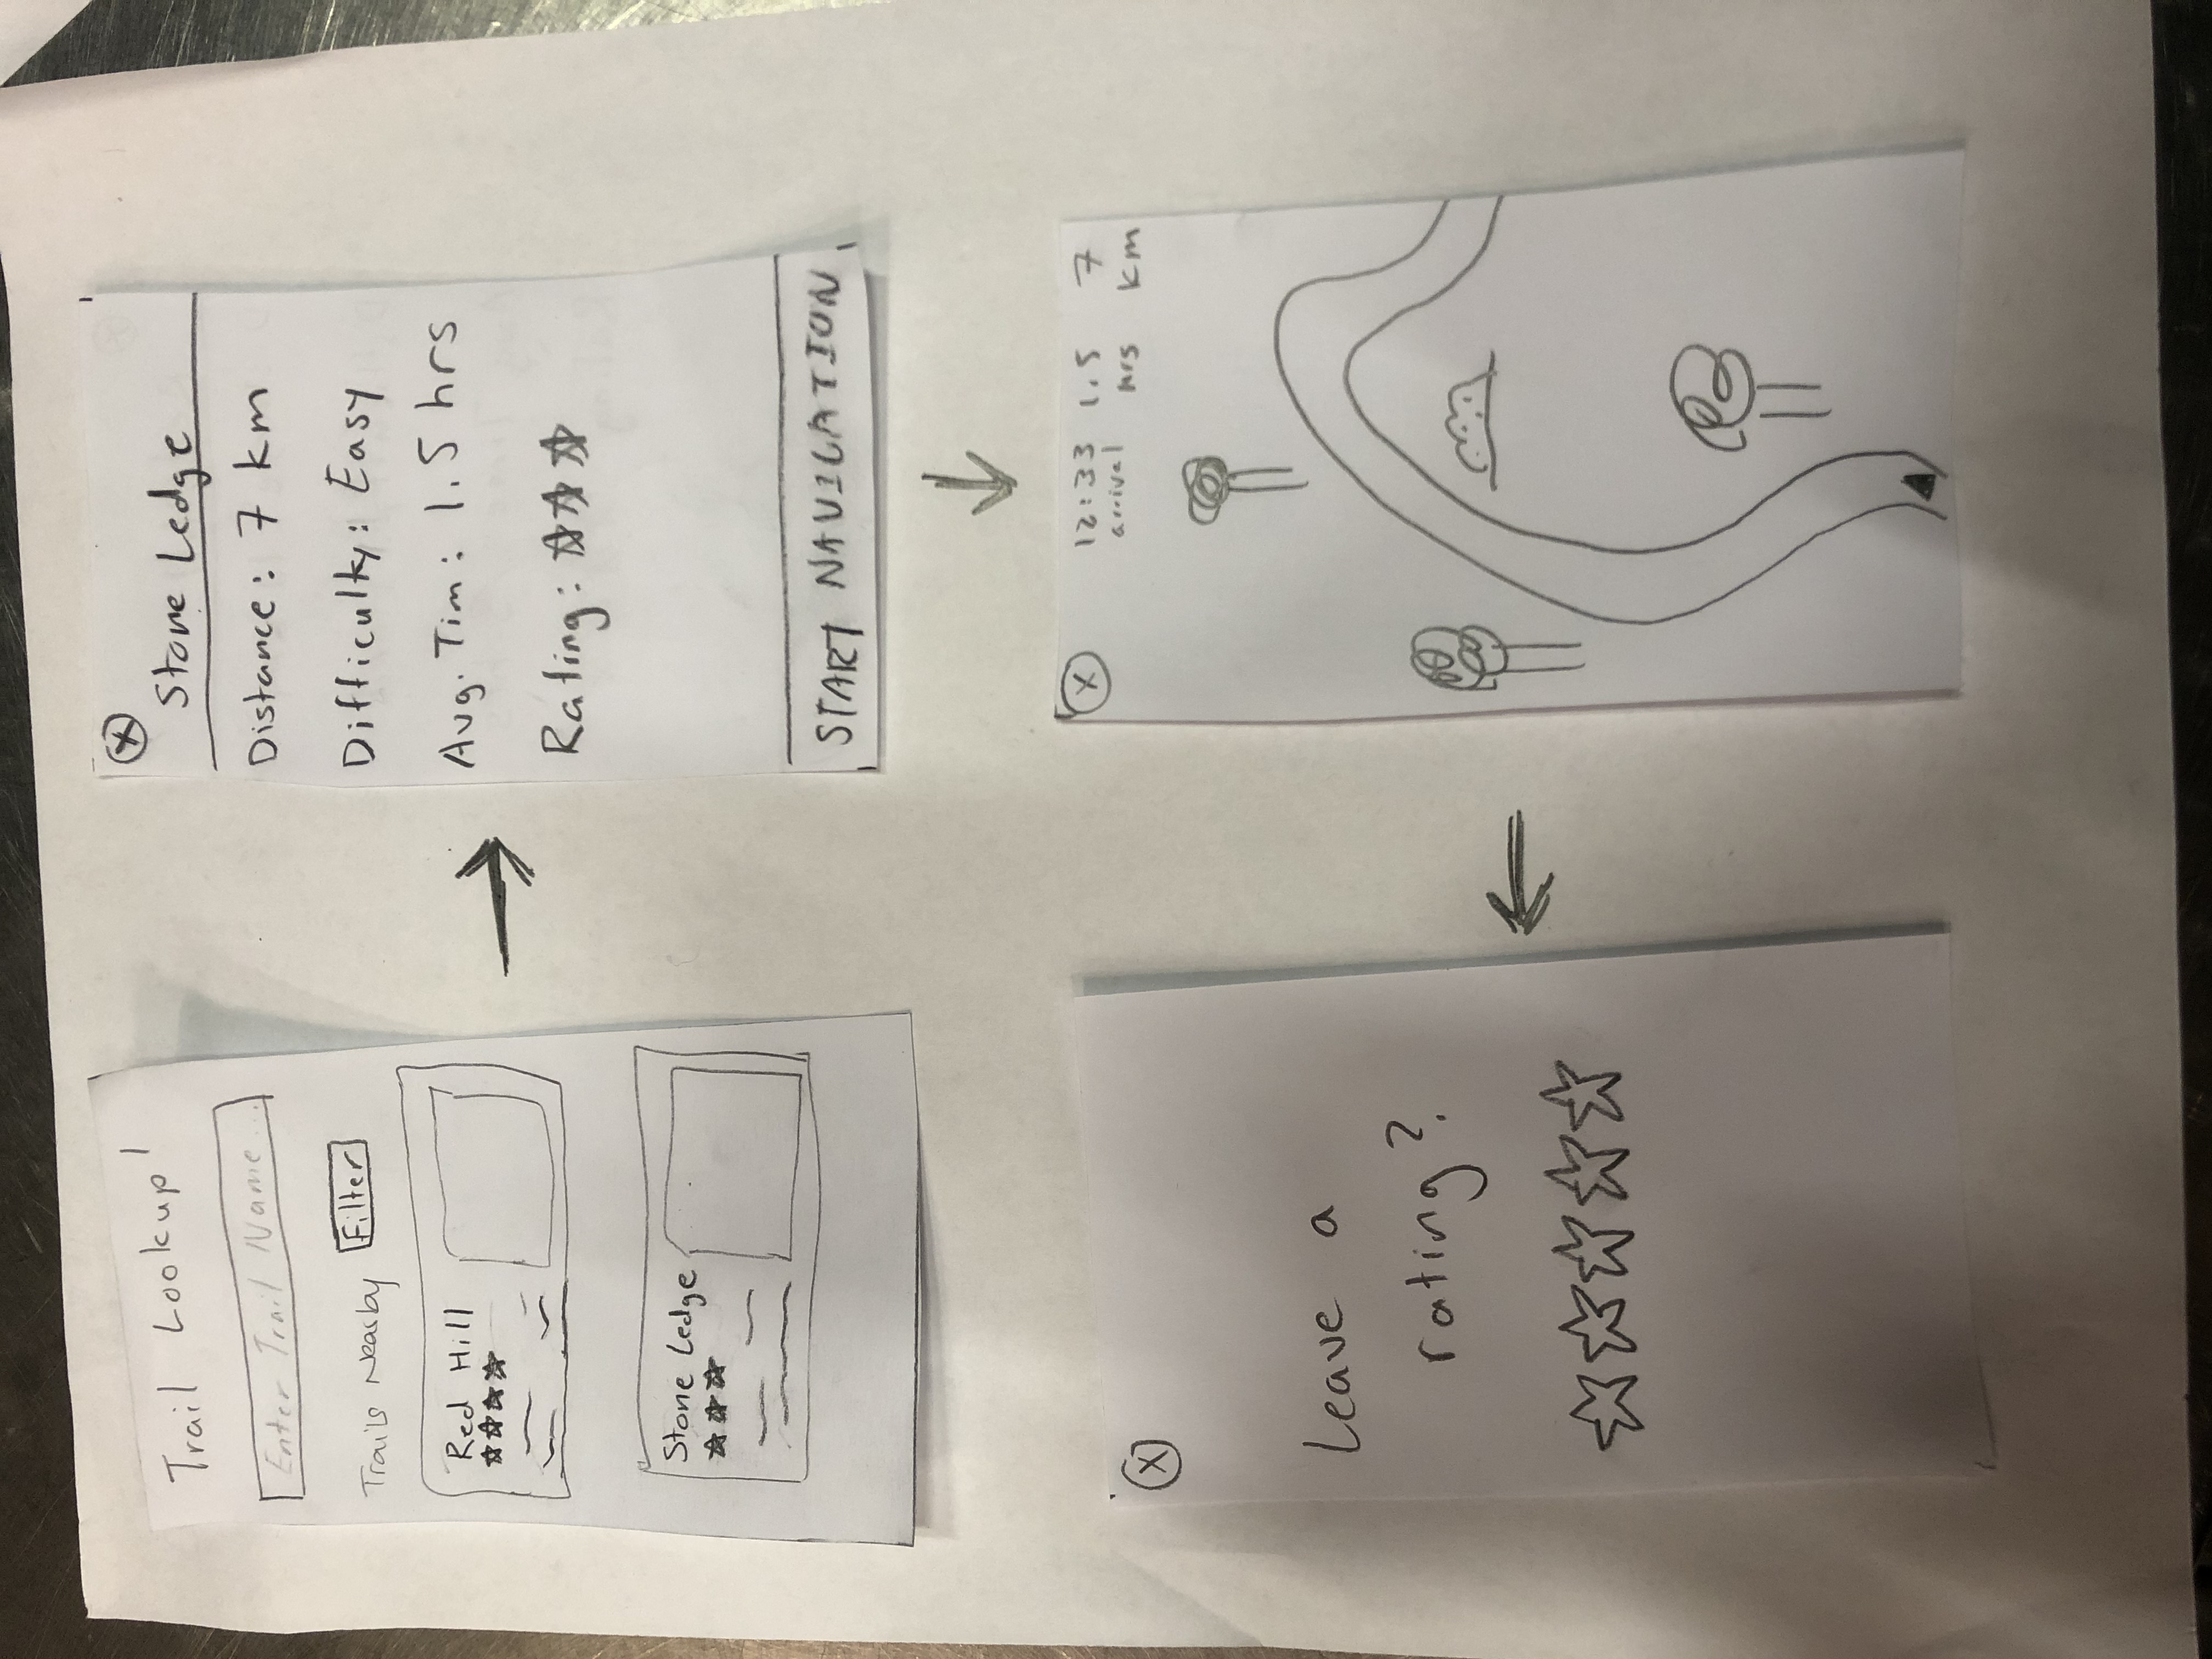 Trail Lookup!
Enter Trail Name...
Trails Nearby Filter
Red Hill
Stone Ledge
X
Stone Ledge
Distance: 7 km
Difficulty: Easy
Avg. Tim: 1.5 hrs
Rating:
START NAVIGATION
X 12:33 1.5 7
arrival hrs km
X
Leave a
rating?